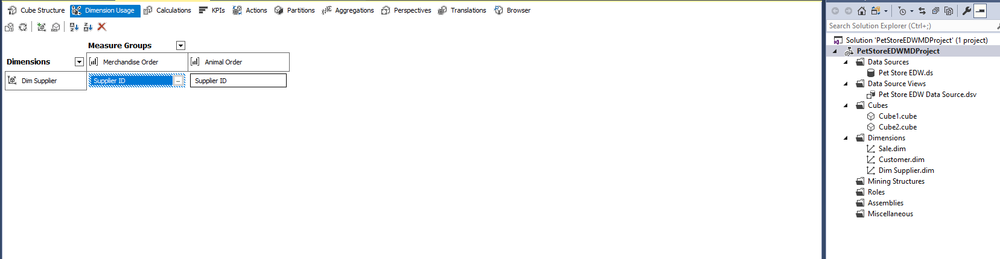 Cube Structure Dimension Usage Calculations KPIs Actions Partitions Aggregations Perspectives Translations Browser
Measure Groups
Dimensions Merchandise Order Animal Order
Dim Supplier Supplier ID ... Supplier ID
Search Solution Explorer (Ctrl+;)
Solution 'PetStoreEDWMDProject' (1 project)
PetStoreEDWMDProject
Data Sources
Pet Store EDW.ds
Data Source Views
Pet Store EDW Data Source.dsv
Cubes
Cube1.cube
Cube2.cube
Dimensions
Sale.dim
Customer.dim
Dim Supplier.dim
Mining Structures
Roles
Assemblies
Miscellaneous